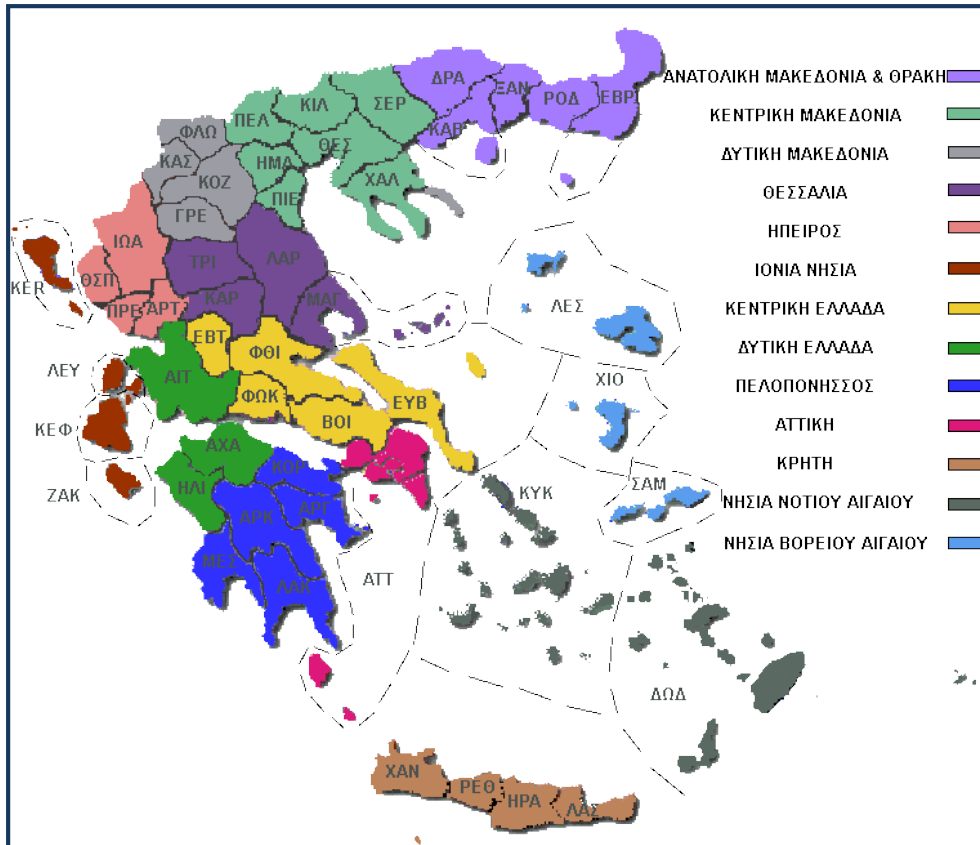 ΑΝΑΤΟΛΙΚΗ ΜΑΚΕΔΟΝΙΑ & ΘΡΑΚΗ
ΚΕΝΤΡΙΚΗ ΜΑΚΕΔΟΝΙΑ
ΔΥΤΙΚΗ ΜΑΚΕΔΟΝΙΑ
ΘΕΣΣΑΛΙΑ
ΗΠΕΙΡΟΣ
ΙΟΝΙΑ ΝΗΣΙΑ
ΚΕΝΤΡΙΚΗ ΕΛΛΑΔΑ
ΔΥΤΙΚΗ ΕΛΛΑΔΑ
ΠΕΛΟΠΟΝΗΣΣΟΣ
ΑΤΤΙΚΗ
ΚΡΗΤΗ
ΝΗΣΙΑ ΝΟΤΙΟΥ ΑΙΓΑΙΟΥ
ΝΗΣΙΑ ΒΟΡΕΙΟΥ ΑΙΓΑΙΟΥ
ΔΡΑ
ΞΑΝ
ΡΟΔ
ΕΒΡ
ΚΑΒ
ΣΕΡ
ΚΙΛ
ΠΕΛ
ΘΕΣ
ΗΜΑ
ΠΙΕ
ΧΑΛ
ΦΛΩ
ΚΑΣ
ΚΟΖ
ΓΡΕ
ΙΩΑ
ΘΣΠ
ΠΡΕ
ΑΡΤ
ΚΕR
ΤΡΙ
ΛΑΡ
ΚΑΡ
ΜΑΓ
ΛΕΣ
ΕΒΤ
ΦΘΙ
ΦΩΚ
ΒΟΙ
ΕΥΒ
ΛΕΥ
ΑΙΤ
ΧΙΟ
ΚΕΦ
ΑΧΑ
ΗΛΙ
ΖΑΚ
ΚΟΡ
ΑΡΚ
ΑΡΓ
ΜΕΣ
ΛΑΚ
ΑΤΤ
ΚΥΚ
ΣΑΜ
ΔΩΔ
ΧΑΝ
ΡΕΘ
ΗΡΑ
ΛΑΣ